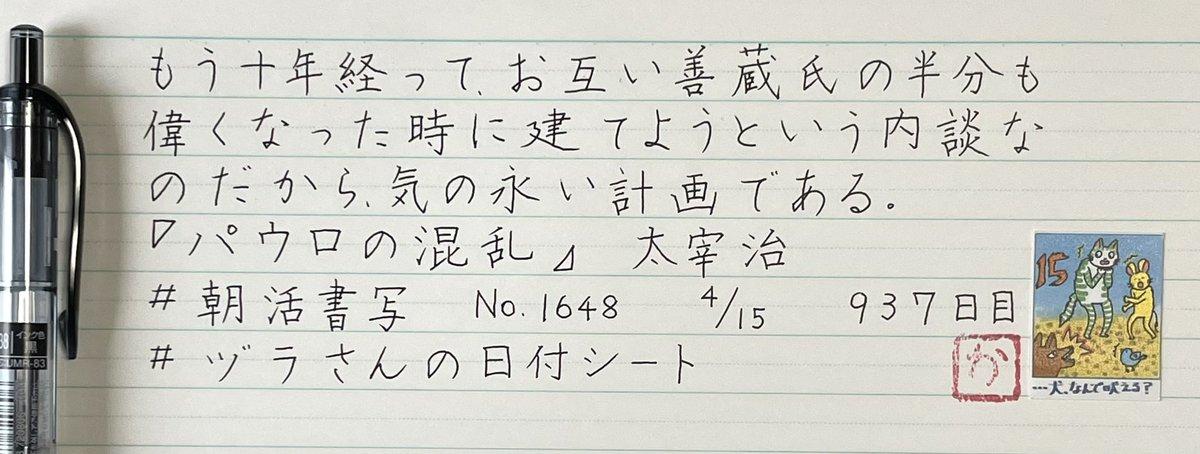 もう十年経って、お互い善蔵氏の半分も
偉くなった時に建てようという内談な
のだから、気の永い計画である。
『パウロの混乱』 太宰治
#朝活書写 No.1648 4/15 937日目
#ヅラさんの日付シート
か
15
…犬、なんで吠える?
インク色
黒
UMR-83